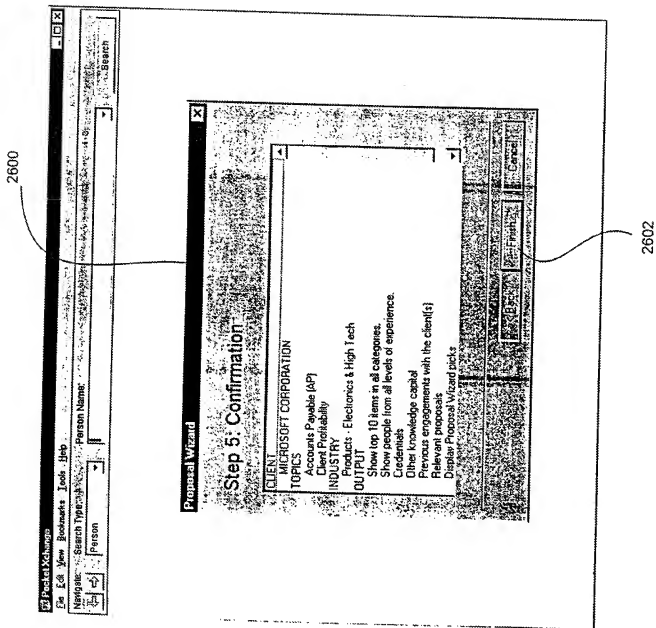 2600
Pocket Xchange
File Edit View Bookmarks Tools Help
Navigate: Search Type: Person Name:
Person Search
Proposal Wizard
Step 5: Confirmation
CLIENT
MICROSOFT CORPORATION
TOPICS
Accounts Payable (AP)
Client Profitability
INDUSTRY
Products - Electronics & High Tech
OUTPUT
Show top 10 items in all categories.
Show people from all levels of experience.
Credentials
Other knowledge capital
Previous engagements with the client[s]
Relevant proposals
Display Proposal Wizard picks
Finish Cancel
2602